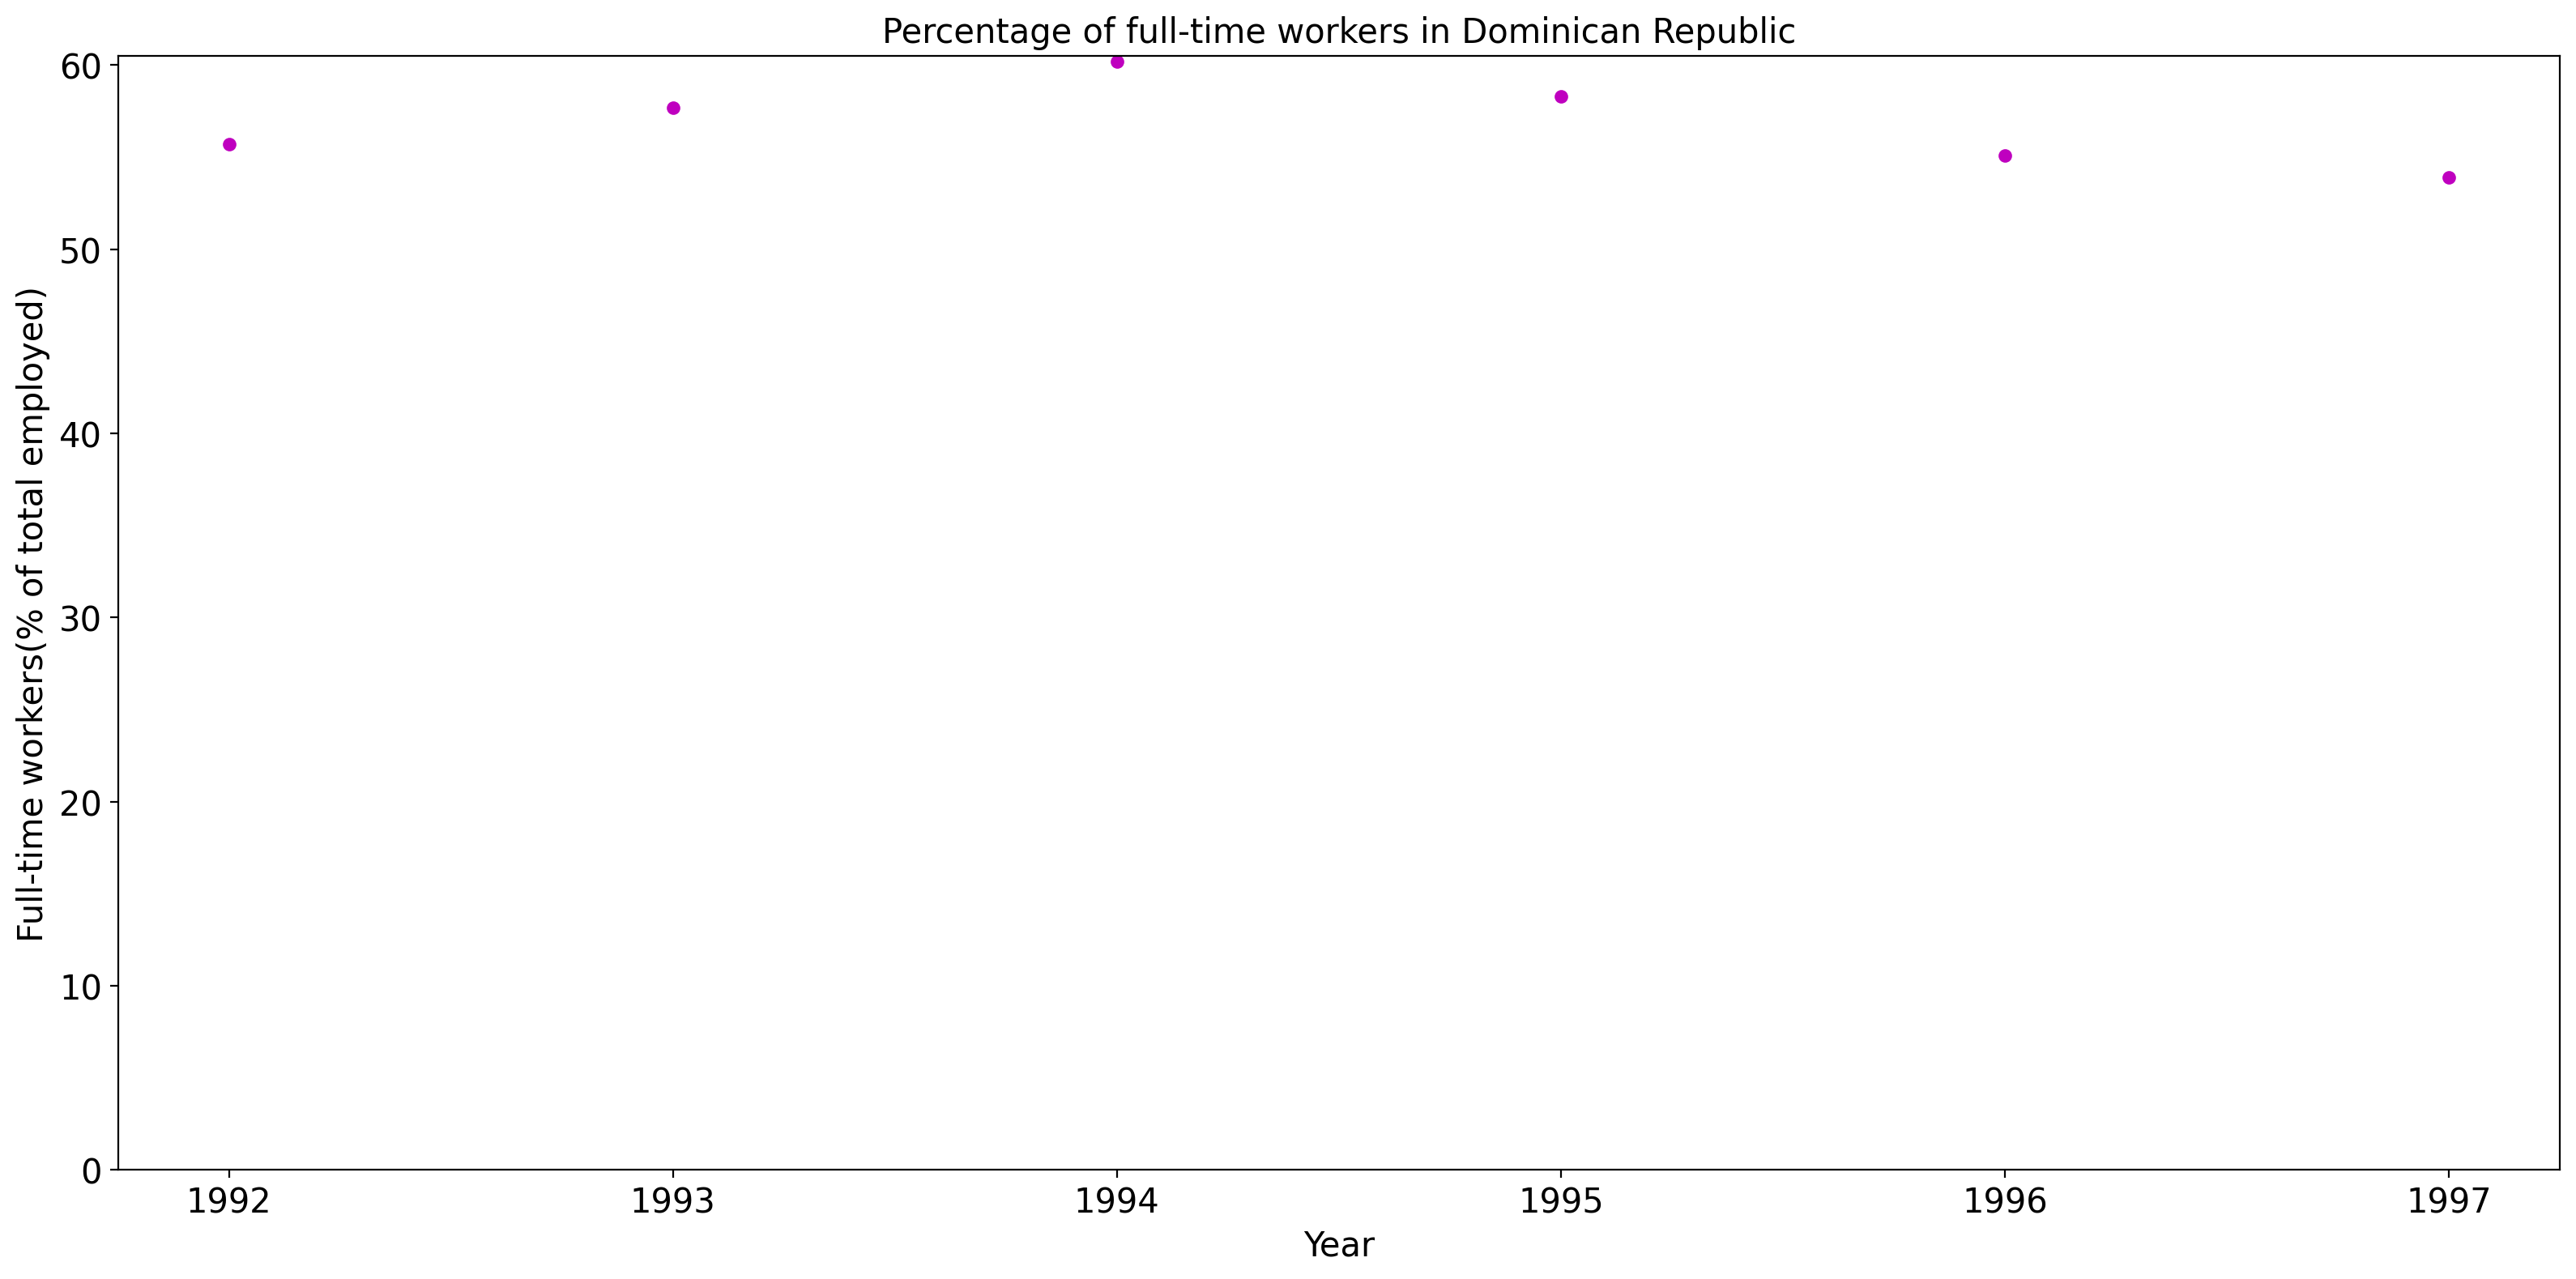 Percentage of full-time workers in Dominican Republic
Full-time workers(% of total employed)
60
50
40
30
20
10
0
1992 1993 1994 1995 1996 1997
Year